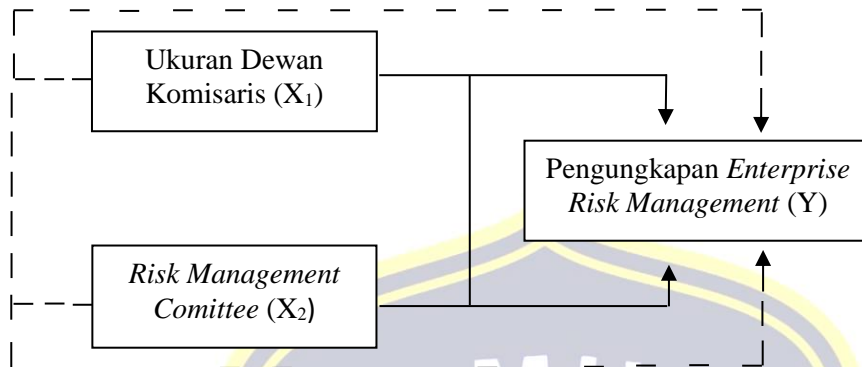 Ukuran Dewan
Komisaris (X₁)
Pengungkapan Enterprise
Risk Management (Y)
Risk Management
Comittee (X₂)